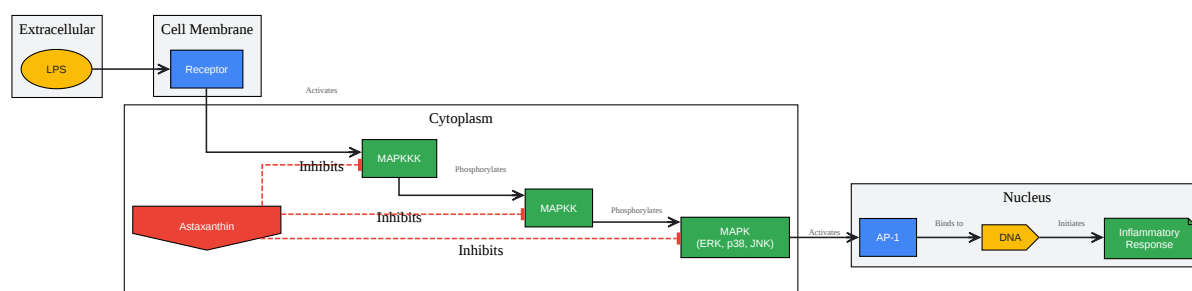 Extracellular
LPS
Cell Membrane
Receptor
Activates
Cytoplasm
MAPKKK
Inhibits
Phosphorylates
MAPKK
Inhibits
Phosphorylates
Astaxanthin
Inhibits
MAPK
(ERK, p38, JNK)
Activates
Nucleus
AP-1
Binds to
DNA
Initiates
Inflammatory
Response